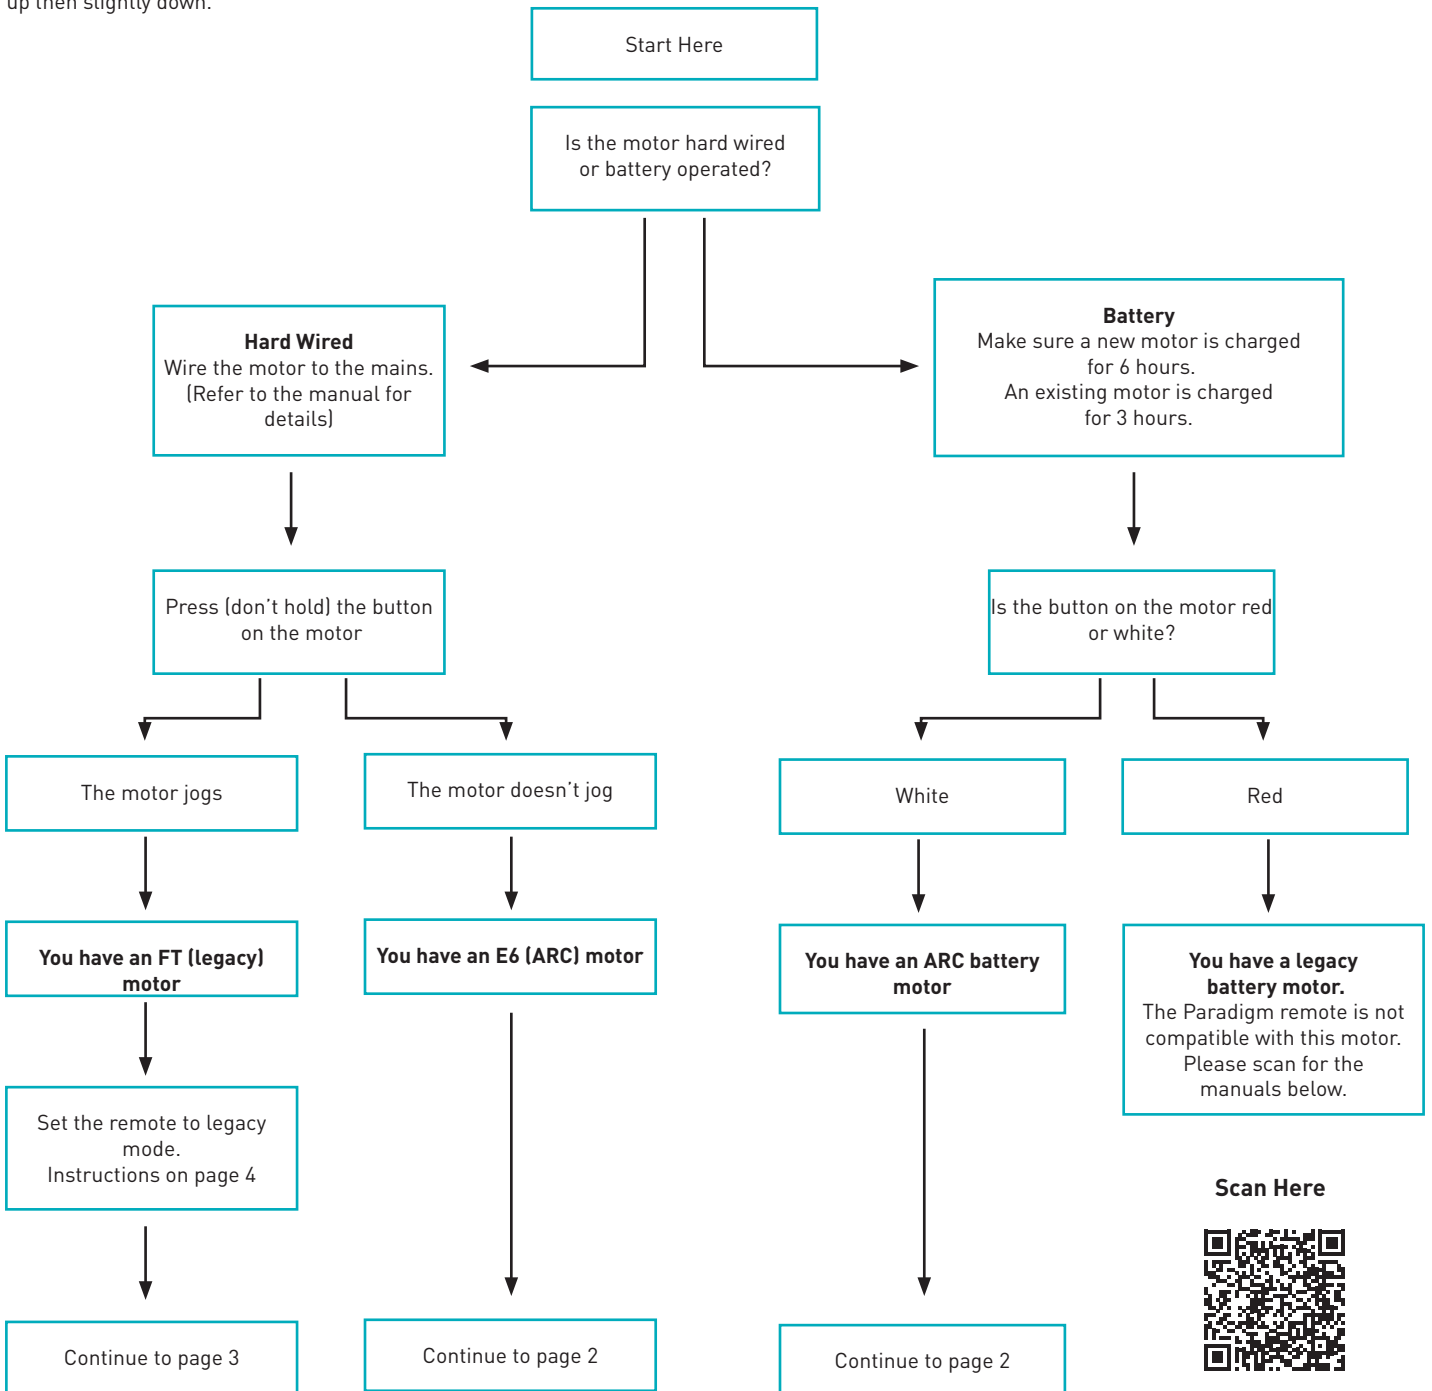 up then slightly down.
Start Here
Is the motor hard wired
or battery operated?
Hard Wired
Wire the motor to the mains.
(Refer to the manual for
details)
Battery
Make sure a new motor is charged
for 6 hours.
An existing motor is charged
for 3 hours.
Press (don't hold) the button
on the motor
Is the button on the motor red
or white?
The motor jogs
The motor doesn't jog
White
Red
You have an FT (legacy)
motor
You have an E6 (ARC) motor
You have an ARC battery
motor
You have a legacy
battery motor.
The Paradigm remote is not
compatible with this motor.
Please scan for the
manuals below.
Set the remote to legacy
mode.
Instructions on page 4
Scan Here
Continue to page 3
Continue to page 2
Continue to page 2